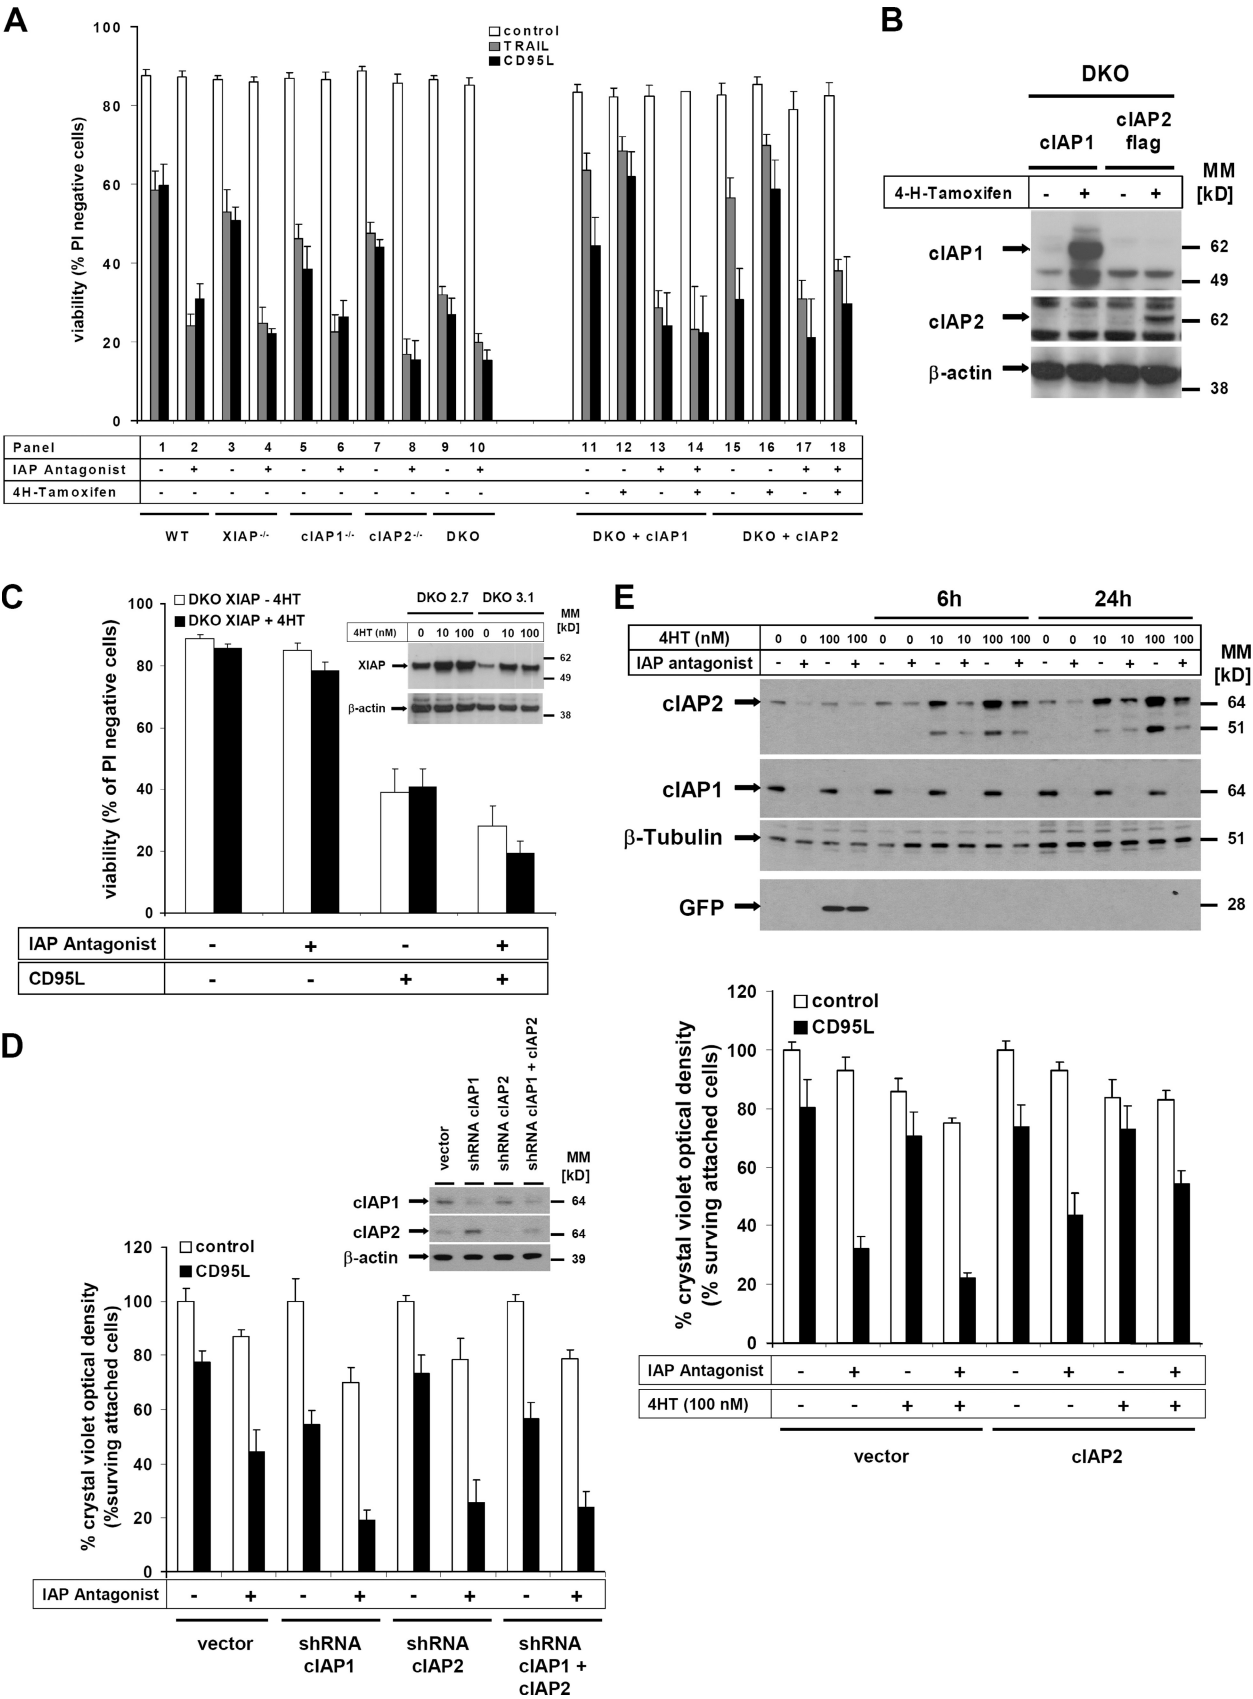 A
100
80
60
40
20
0
viability (% PI negative cells)
control
TRAIL
CD95L
Panel 1 2 3 4 5 6 7 8 9 10 11 12 13 14 15 16 17 18
IAP Antagonist - + - + - + - + - + - - + + - - + +
4H-Tamoxifen - - - - - - - - - - - + - + - + - +
WT XIAP-/- cIAP1-/- cIAP2-/- DKO DKO + cIAP1 DKO + cIAP2
B
DKO
cIAP1
cIAP2
flag
MM
[kD]
4-H-Tamoxifen - + - +
cIAP1
62
49
cIAP2
62
β-actin
38
C
DKO XIAP - 4HT
DKO XIAP + 4HT
100
80
60
40
20
0
viability (% of PI negative cells)
DKO 2.7 DKO 3.1
MM
[kD]
4HT (nM) 0 10 100 0 10 100
XIAP
62
49
β-actin
38
IAP Antagonist - + - +
CD95L - - + +
D
vector
shRNA cIAP1
shRNA cIAP2
shRNA cIAP1 + cIAP2
MM
[kD]
cIAP1
64
cIAP2
64
β-actin
39
control
CD95L
120
100
80
60
40
20
0
% crystal violet optical density
(%surving attached cells)
IAP Antagonist - + - + - + - +
vector
shRNA
cIAP1
shRNA
cIAP2
shRNA
cIAP1 +
cIAP2
E
6h 24h
4HT (nM) 0 0 100 100 0 0 10 10 100 100 0 0 10 10 100 100
IAP antagonist - + - + - + - + - + - + - + - +
MM
[kD]
cIAP2
64
51
cIAP1
64
β-Tubulin
51
GFP
28
control
CD95L
120
100
80
60
40
20
0
% crystal violet optical density
(% surving attached cells)
IAP Antagonist - + - + - + - +
4HT (100 nM) - - + + - - + +
vector cIAP2